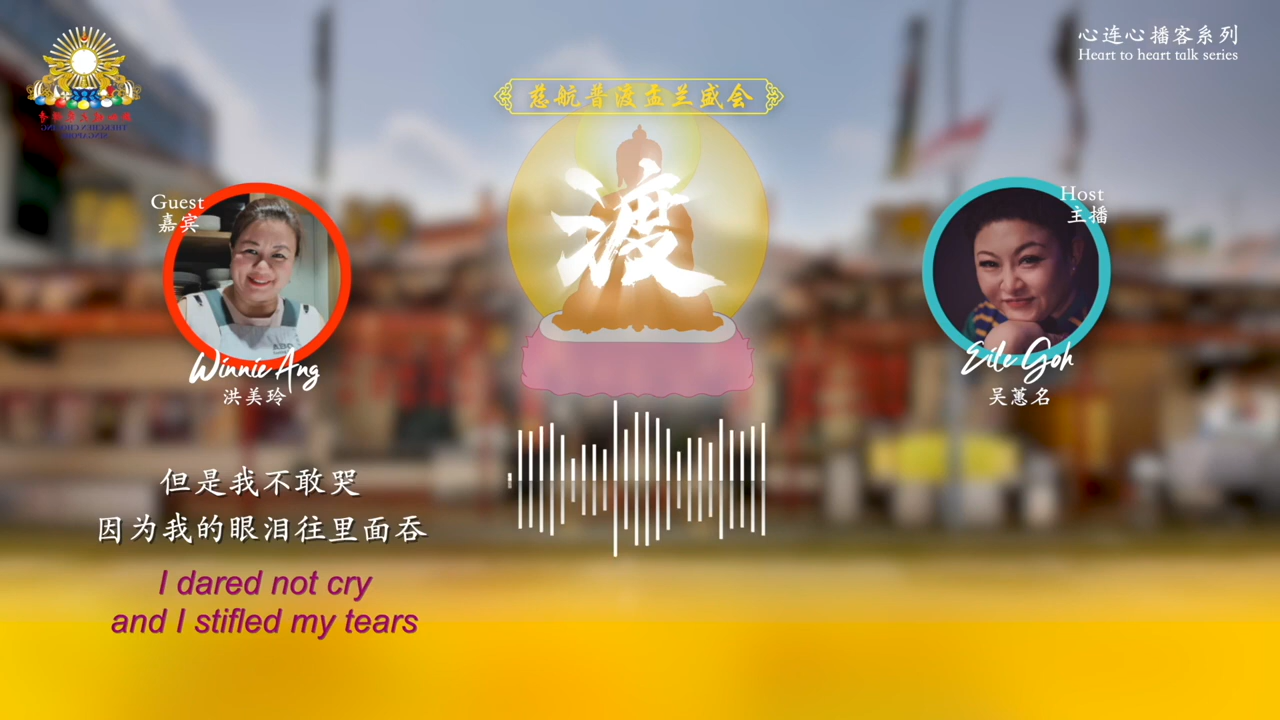 心连心播客系列
Heart to heart talk series
慈航普渡盂兰盛会
渡
Guest
嘉宾
Winnie Ang
洪美玲
Host
主播
Eile Goh
吴蕙名
但是我不敢哭
因为我的眼泪往里面吞
I dared not cry
and I stifled my tears